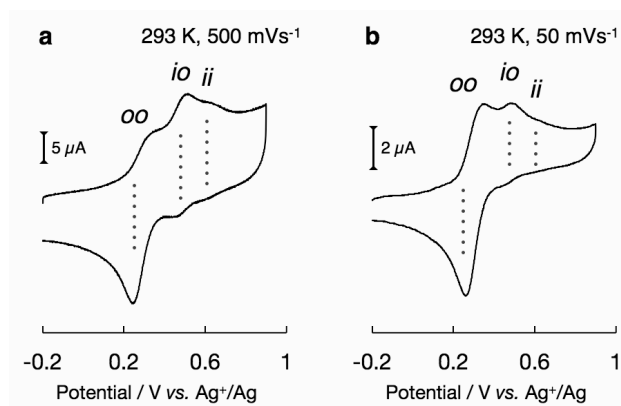 a
293 K, 500 mVs⁻¹
oo
io
ii
5 μA
-0.2
0.2
0.6
1
Potential / V vs. Ag⁺/Ag
b
293 K, 50 mVs⁻¹
oo
io
ii
2 μA
-0.2
0.2
0.6
1
Potential / V vs. Ag⁺/Ag